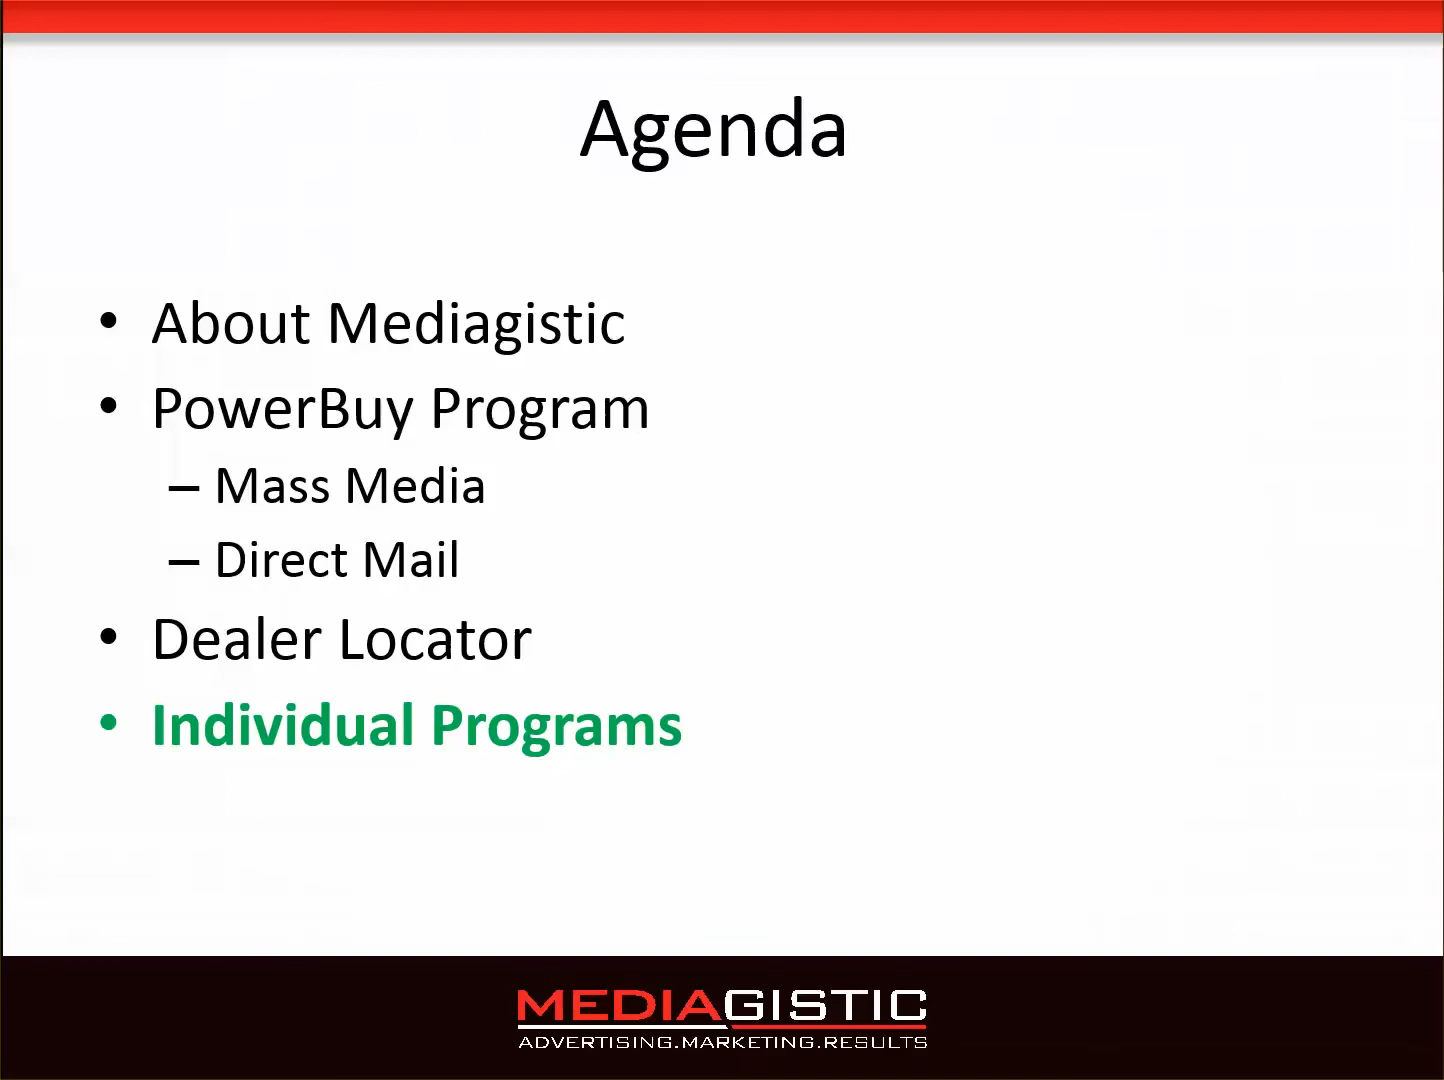 Agenda
• About Mediagistic
• PowerBuy Program
– Mass Media
– Direct Mail
• Dealer Locator
• Individual Programs
MEDIAGISTIC
ADVERTISING.MARKETING.RESULTS